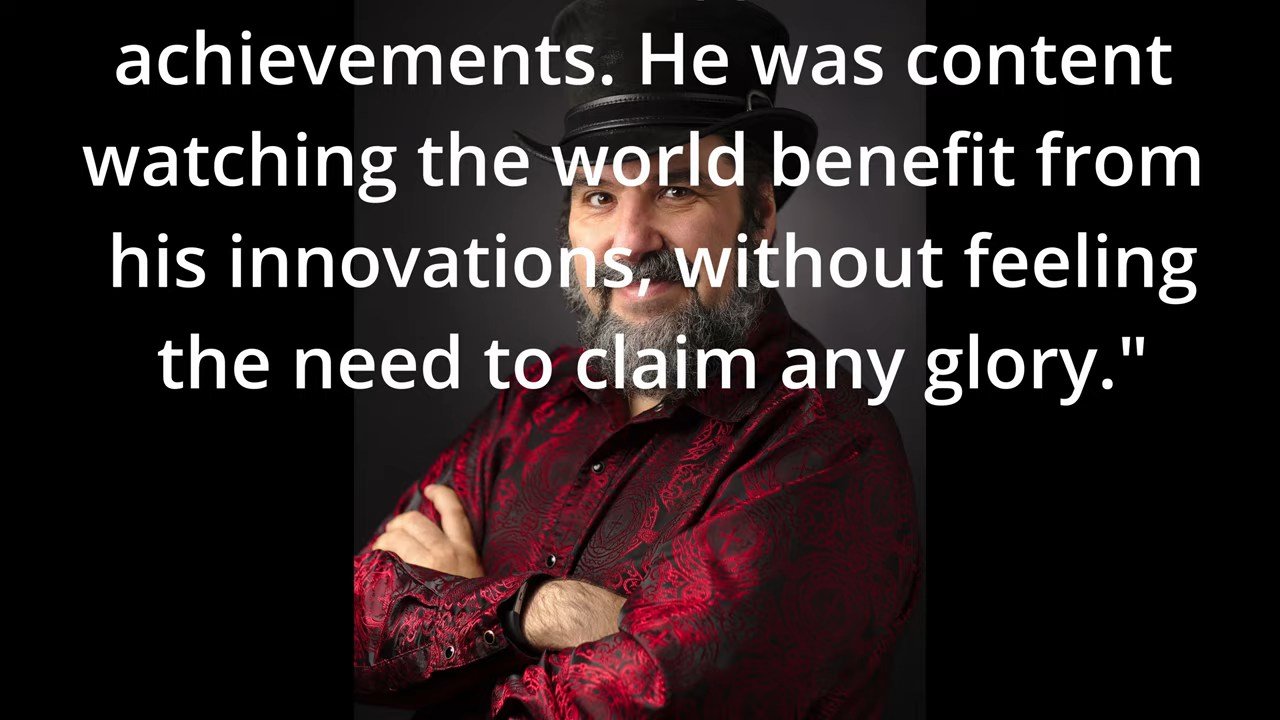 achievements. He was content
watching the world benefit from
his innovations, without feeling
the need to claim any glory."